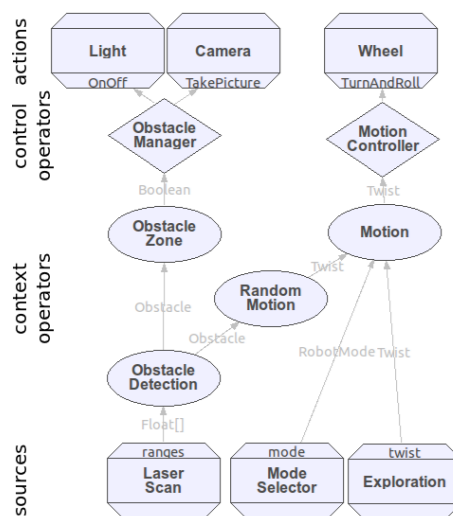 actions
Light
Camera
Wheel
OnOff
TakePicture
TurnAndRoll
control
operators
Obstacle
Manager
Motion
Controller
Boolean
Twist
context
operators
Obstacle
Zone
Motion
Twist
Random
Motion
Obstacle
Obstacle
RobotMode
Twist
Obstacle
Detection
Float[]
sources
ranges
Laser
Scan
mode
Mode
Selector
twist
Exploration